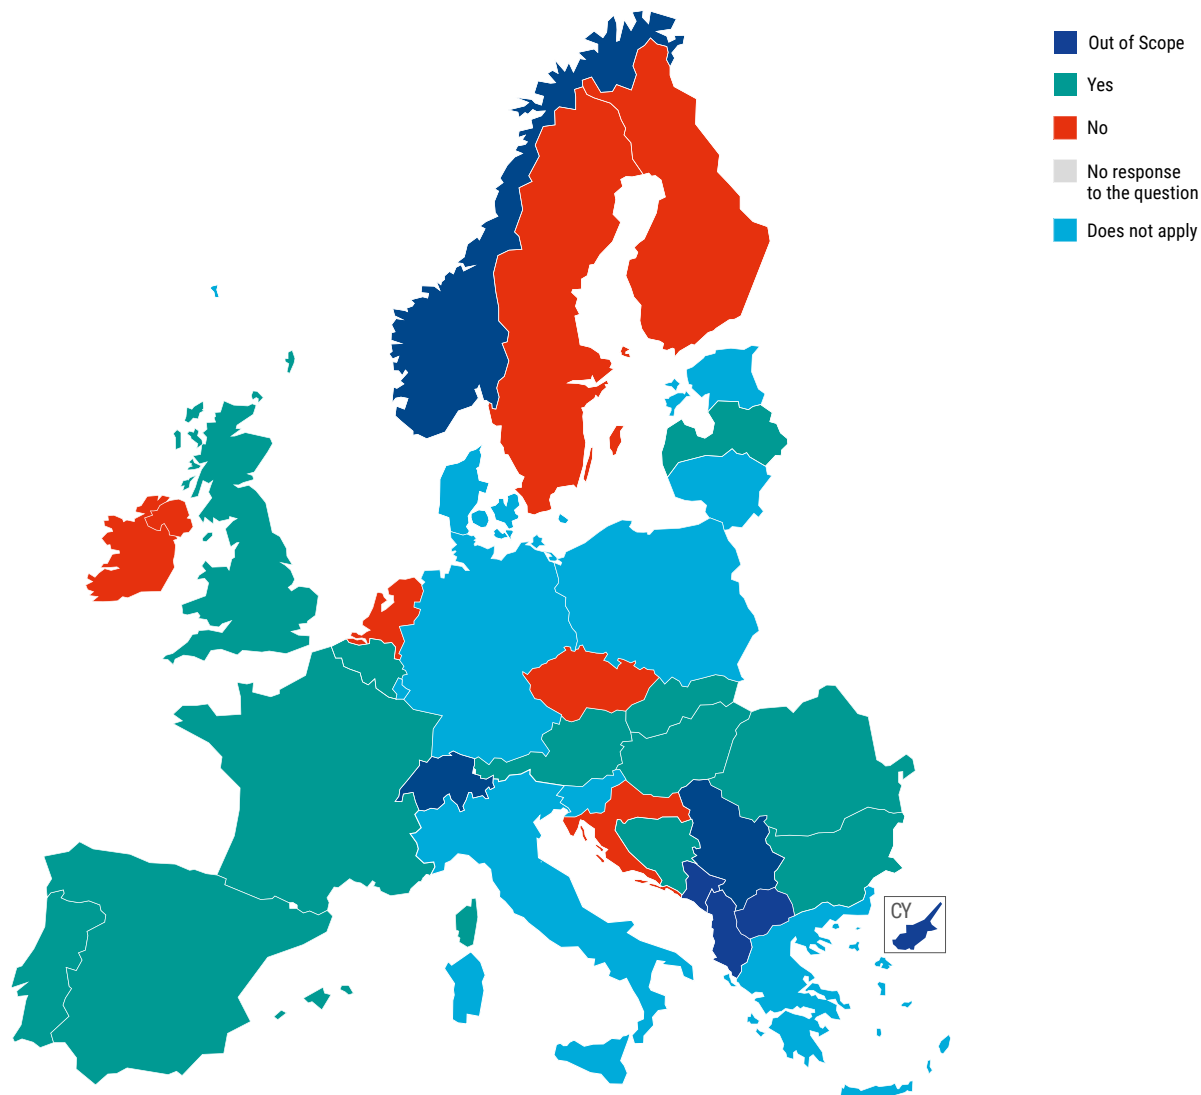 Out of Scope
Yes
No
No response
to the question
Does not apply
CY